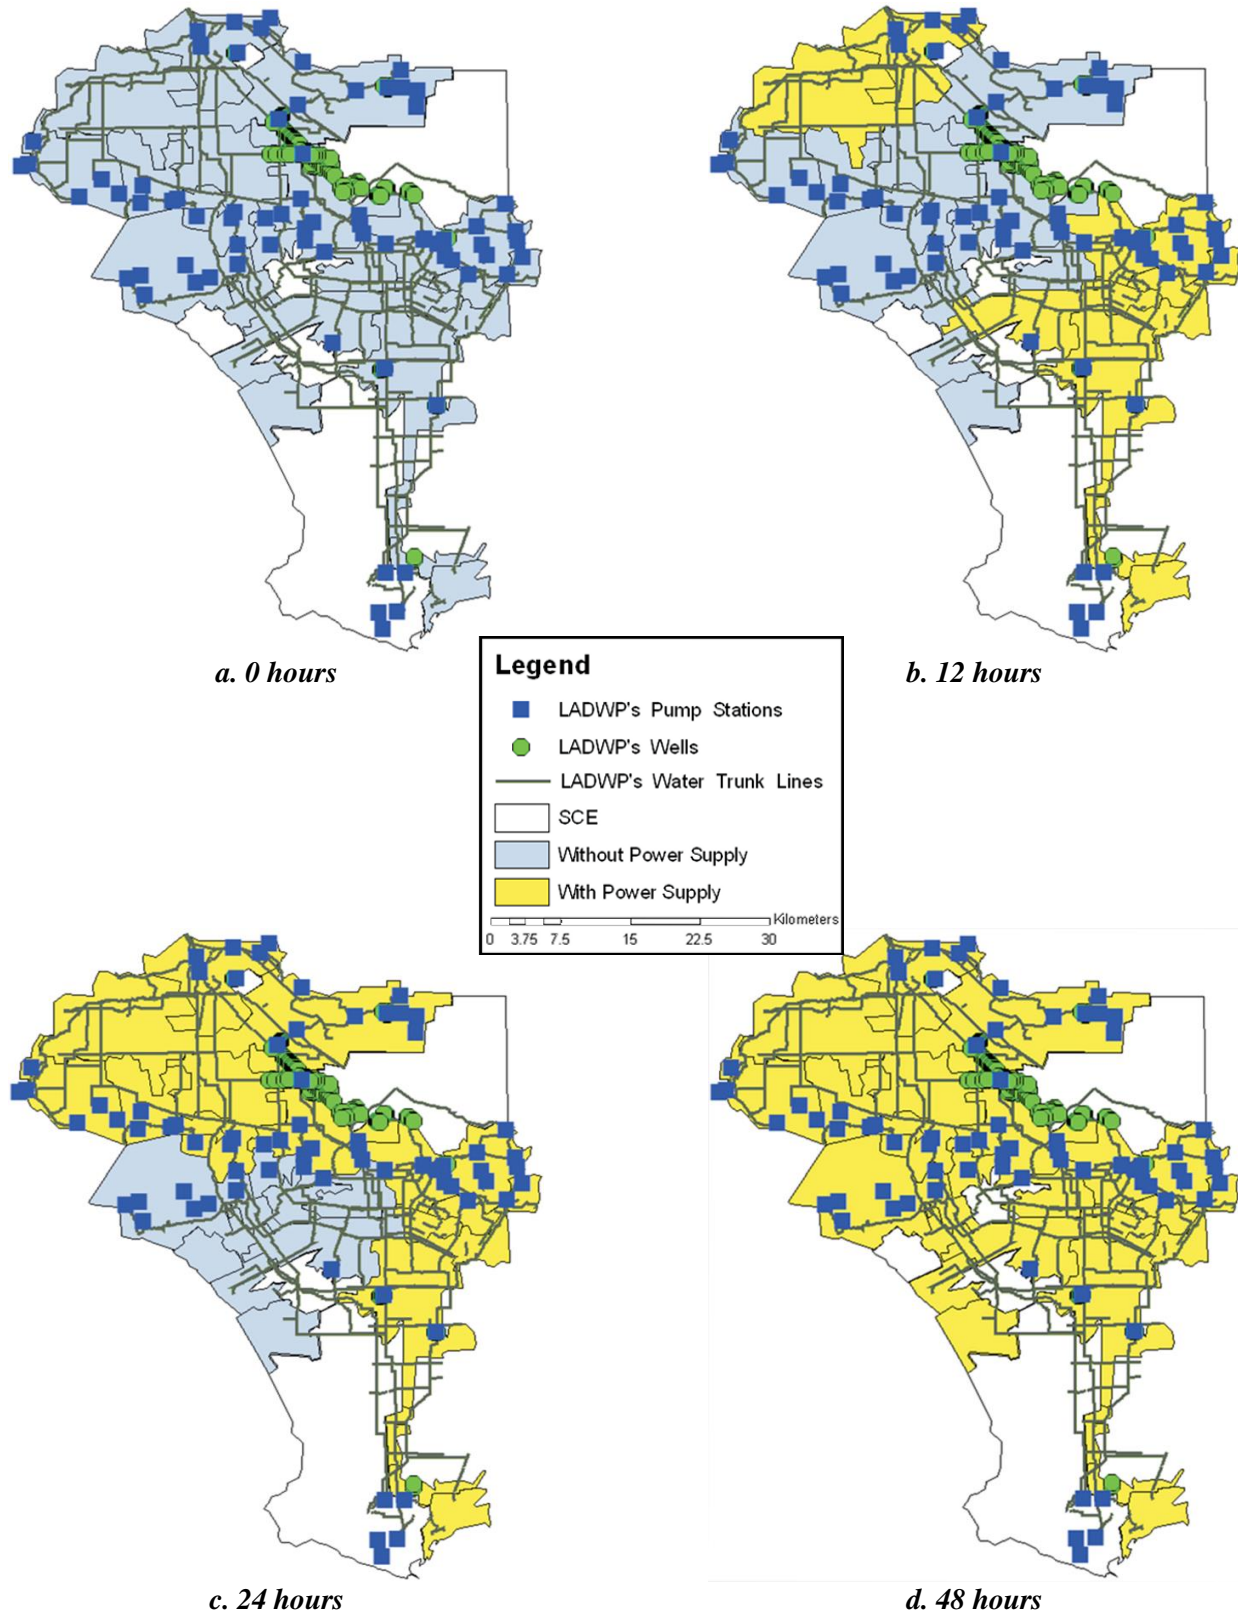 a. 0 hours
b. 12 hours
Legend
LADWP's Pump Stations
LADWP's Wells
LADWP's Water Trunk Lines
SCE
Without Power Supply
With Power Supply
Kilometers
0 3.75 7.5 15 22.5 30
c. 24 hours
d. 48 hours